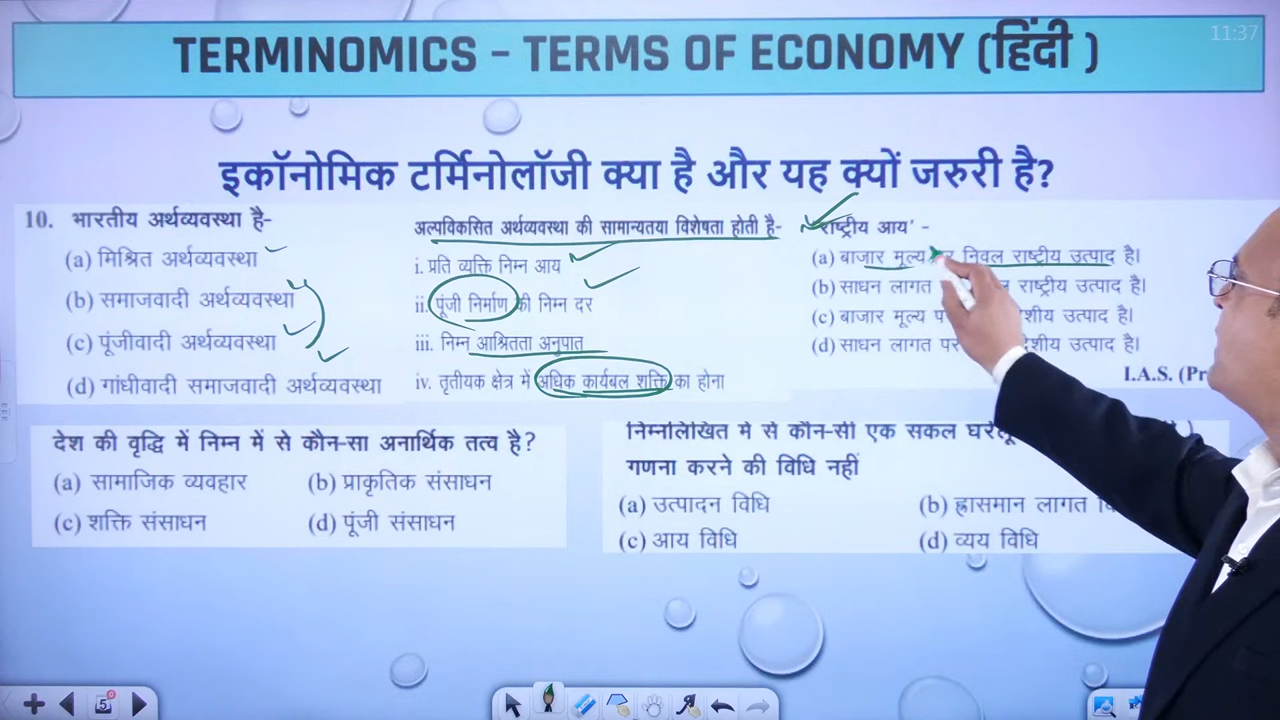 11:37
TERMINOMICS – TERMS OF ECONOMY (हिंदी )
इकॉनोमिक टर्मिनोलॉजी क्या है और यह क्यों जरुरी है?
10. भारतीय अर्थव्यवस्था है-
(a) मिश्रित अर्थव्यवस्था
(b) समाजवादी अर्थव्यवस्था
(c) पूंजीवादी अर्थव्यवस्था
(d) गांधीवादी समाजवादी अर्थव्यवस्था
अल्पविकसित अर्थव्यवस्था की सामान्यतया विशेषता होती है-
i. प्रति व्यक्ति निम्न आय
ii. पूंजी निर्माण की निम्न दर
iii. निम्न आश्रितता अनुपात
iv. तृतीयक क्षेत्र में अधिक कार्यबल शक्ति का होना
राष्ट्रीय आय' -
(a) बाजार मूल्य निवल राष्ट्रीय उत्पाद है।
(b) साधन लागत राष्ट्रीय उत्पाद है।
(c) बाजार मूल्य उत्पाद है।
(d) साधन लागत पर उत्पाद है।
I.A.S.
देश की वृद्धि में निम्न में से कौन-सा अनार्थिक तत्व है?
(a) सामाजिक व्यवहार (b) प्राकृतिक संसाधन
(c) शक्ति संसाधन (d) पूंजी संसाधन
निम्नलिखित में से कौन-सी एक सकल
गणना करने की विधि नहीं
(a) उत्पादन विधि (b) ह्रासमान लागत
(c) आय विधि (d) व्यय विधि
5